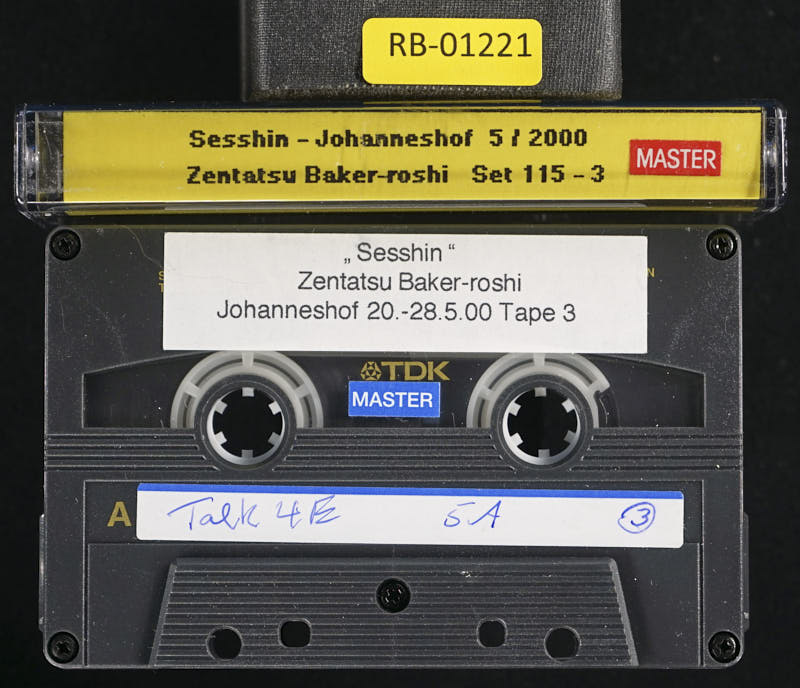 RB-01221
Sesshin - Johanneshof 5 / 2000
Zentatsu Baker-roshi Set 115 - 3
MASTER
„Sesshin“
Zentatsu Baker-roshi
Johanneshof 20.-28.5.00 Tape 3
TDK
MASTER
A
Talk 5A 3